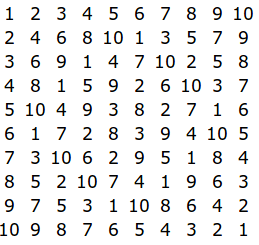 1 2 3 4 5 6 7 8 9 10
2 4 6 8 10 1 3 5 7 9
3 6 9 1 4 7 10 2 5 8
4 8 1 5 9 2 6 10 3 7
5 10 4 9 3 8 2 7 1 6
6 1 7 2 8 3 9 4 10 5
7 3 10 6 2 9 5 1 8 4
8 5 2 10 7 4 1 9 6 3
9 7 5 3 1 10 8 6 4 2
10 9 8 7 6 5 4 3 2 1